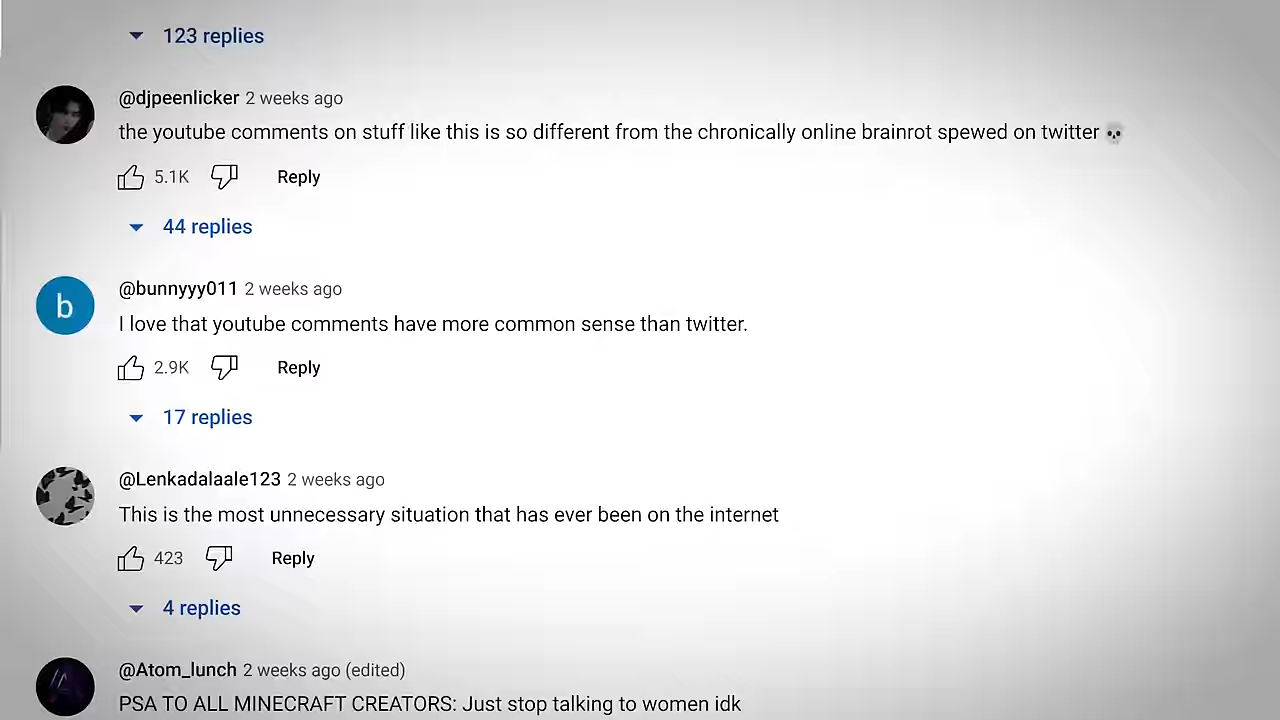 123 replies
@djpeenlicker 2 weeks ago
the youtube comments on stuff like this is so different from the chronically online brainrot spewed on twitter 💀
5.1K Reply
44 replies
b
@bunnyyy011 2 weeks ago
I love that youtube comments have more common sense than twitter.
2.9K Reply
17 replies
@Lenkadalaale123 2 weeks ago
This is the most unnecessary situation that has ever been on the internet
423 Reply
4 replies
@Atom_lunch 2 weeks ago (edited)
PSA TO ALL MINECRAFT CREATORS: Just stop talking to women idk